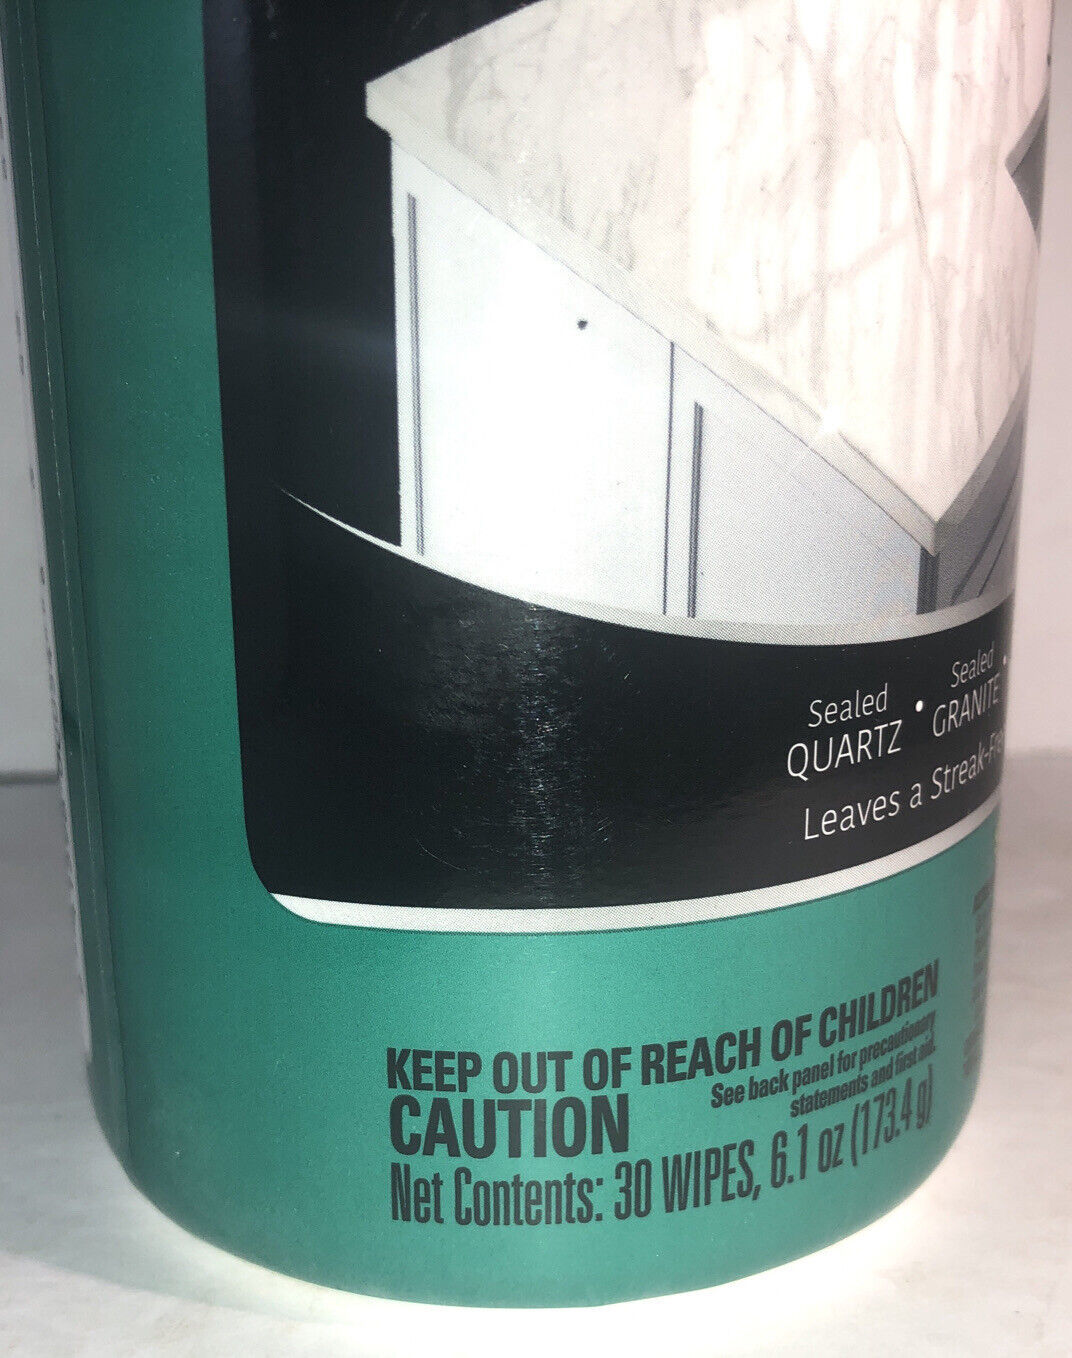 Sealed QUARTZ • Sealed GRANITE •
Leaves a Streak-Fre
KEEP OUT OF REACH OF CHILDREN
CAUTION
See back panel for precautionary
statements and first aid.
Net Contents: 30 WIPES, 6.1 oz (173.4 g)